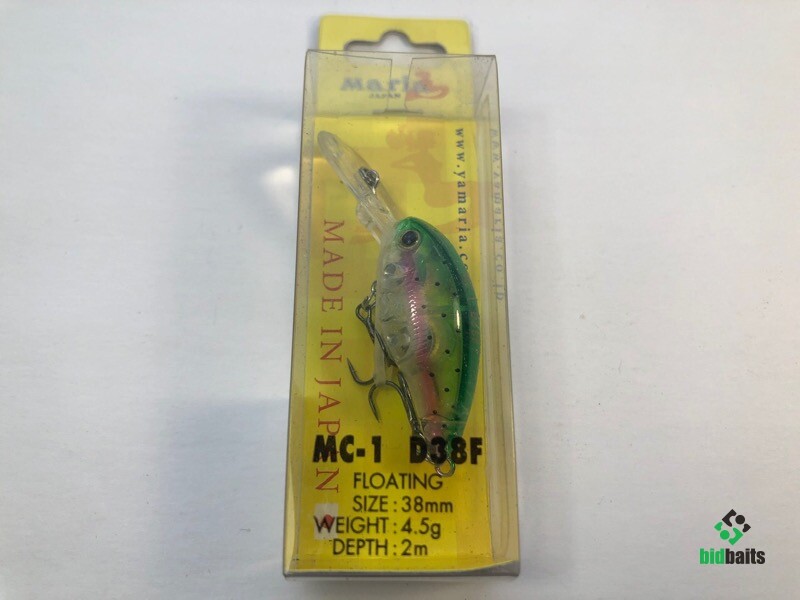 Maria
JAPAN
www.yamaria.co
MADE IN JAPAN
MC-1 D38F
FLOATING
SIZE : 38mm
WEIGHT : 4.5g
DEPTH : 2m
bidbaits